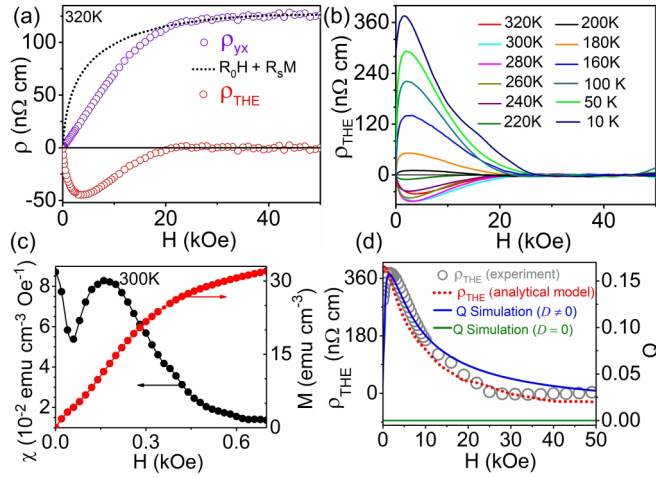 (a)
320K
ρyx
R0H + RsM
ρTHE
ρ (nΩ cm)
100
50
0
-50
0 20 40
H (kOe)
(b)
320K 200K
300K 180K
280K 160K
260K 100 K
240K 50 K
220K 10 K
ρTHE (nΩ cm)
360
240
120
0
0 20 40
H (kOe)
(c)
300K
χ (10-2 emu cm-3 Oe-1)
8
6
4
2
M (emu cm-3)
30
15
0
0.0 0.3 0.6
H (kOe)
(d)
ρTHE (experiment)
ρTHE (analytical model)
Q Simulation (D ≠ 0)
Q Simulation (D = 0)
ρTHE (nΩ cm)
360
180
0
Q
0.15
0.10
0.05
0.00
0 10 20 30 40 50
H (kOe)